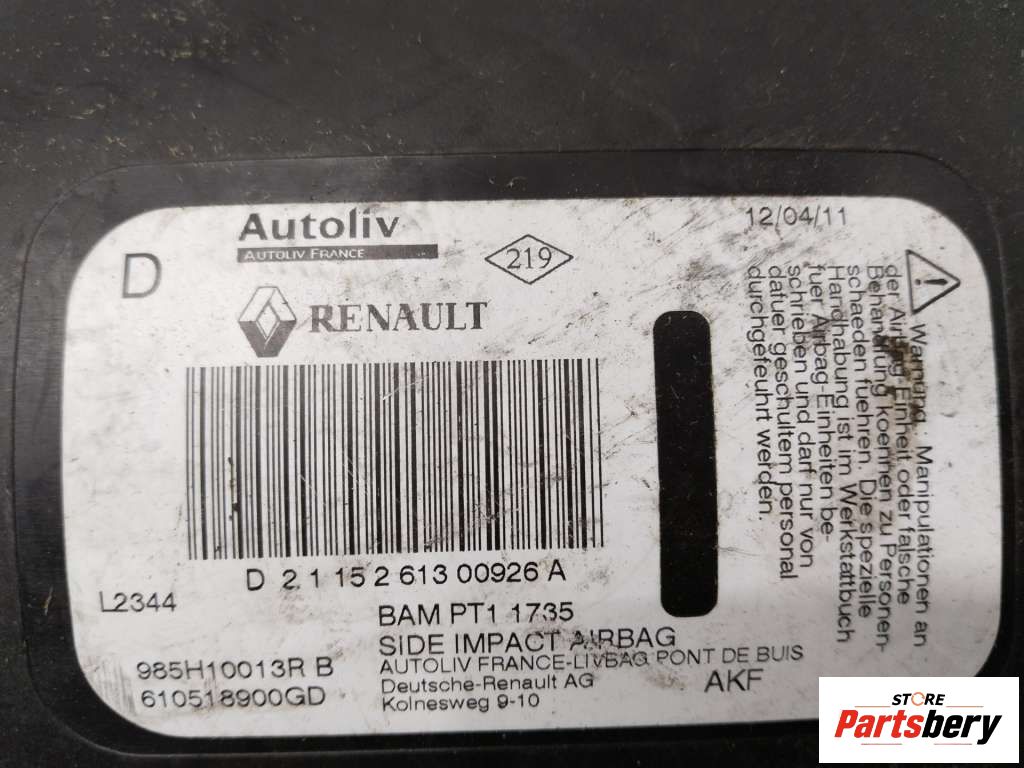 D
Autoliv
AUTOLIV FRANCE
219
12/04/11
RENAULT
D 2 1 15 2 613 00926 A
L2344
BAM PT1 1735
SIDE IMPACT AIRBAG
985H10013R B
610518900GD
AUTOLIV FRANCE-LIVBAG PONT DE BUIS
Deutsche-Renault AG
AKF
Kolnesweg 9-10
Warnung - Manipulationen an
der Airbag-Einheit oder falsche
Behandlung koennen zu Personen-
schaeden fuehren. Die spezielle
Handhabung ist im Werkstattbuch
fuer Airbag-Einheiten be-
schrieben und darf nur von
dafuer geschultem personal
durchgefeuhrt werden.
STORE
Partsbery